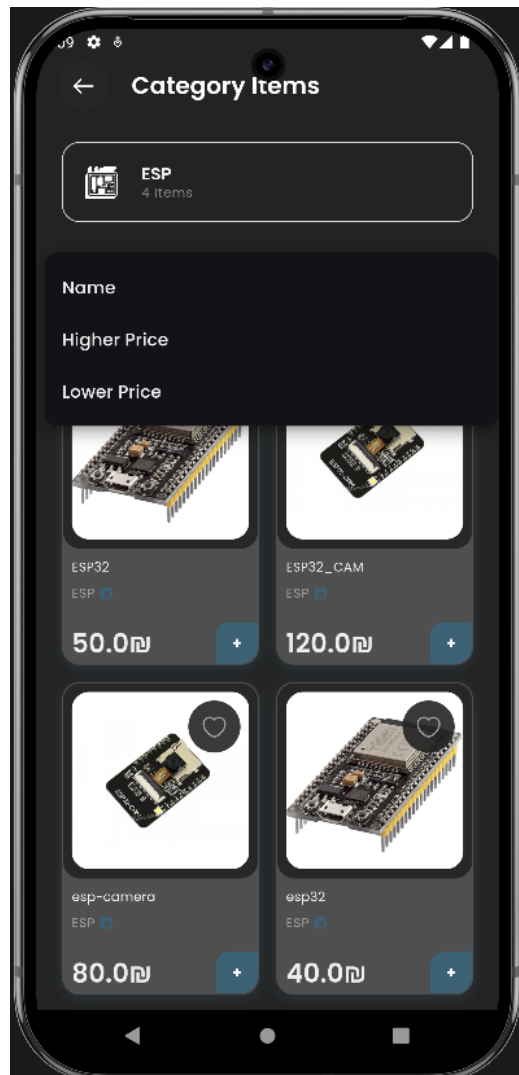 09
Category Items
ESP
4 Items
Name
Higher Price
Lower Price
ESP32
ESP
50.0₪
+
ESP32_CAM
ESP
120.0₪
+
esp-camera
ESP
80.0₪
+
esp32
ESP
40.0₪
+